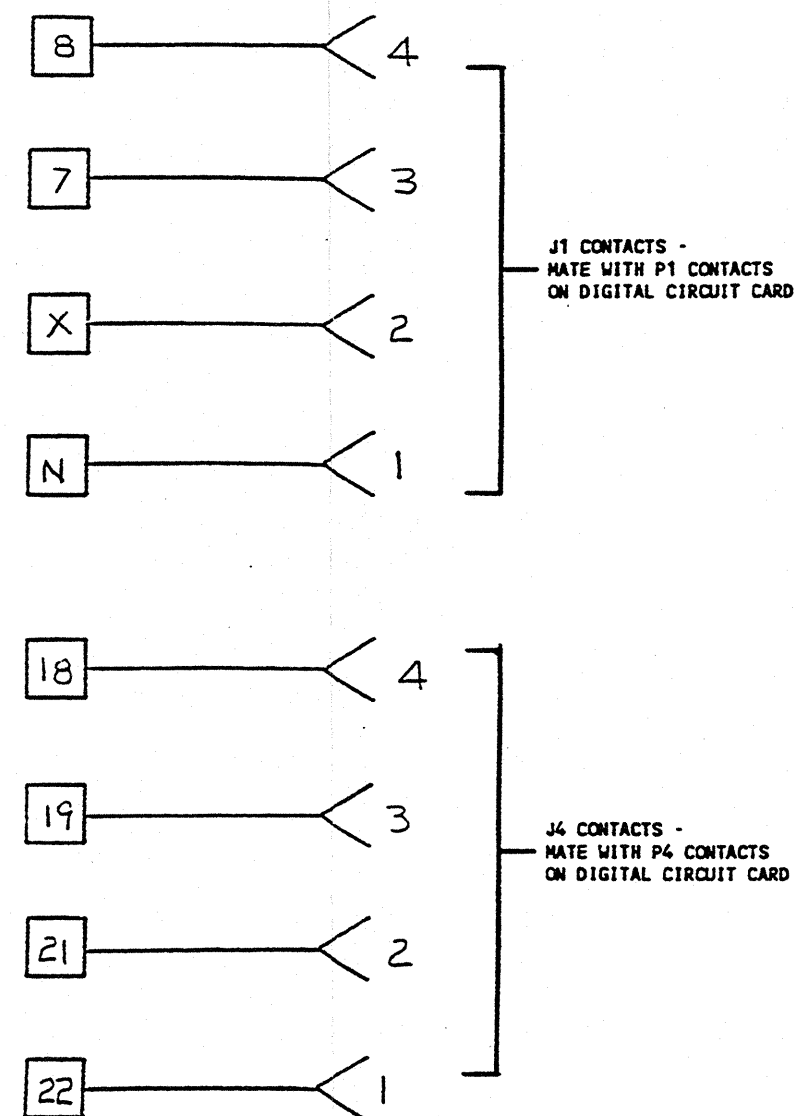 8 4
7 3
X 2
N 1
J1 CONTACTS -
MATE WITH P1 CONTACTS
ON DIGITAL CIRCUIT CARD
18 4
19 3
21 2
22 1
J4 CONTACTS -
MATE WITH P4 CONTACTS
ON DIGITAL CIRCUIT CARD